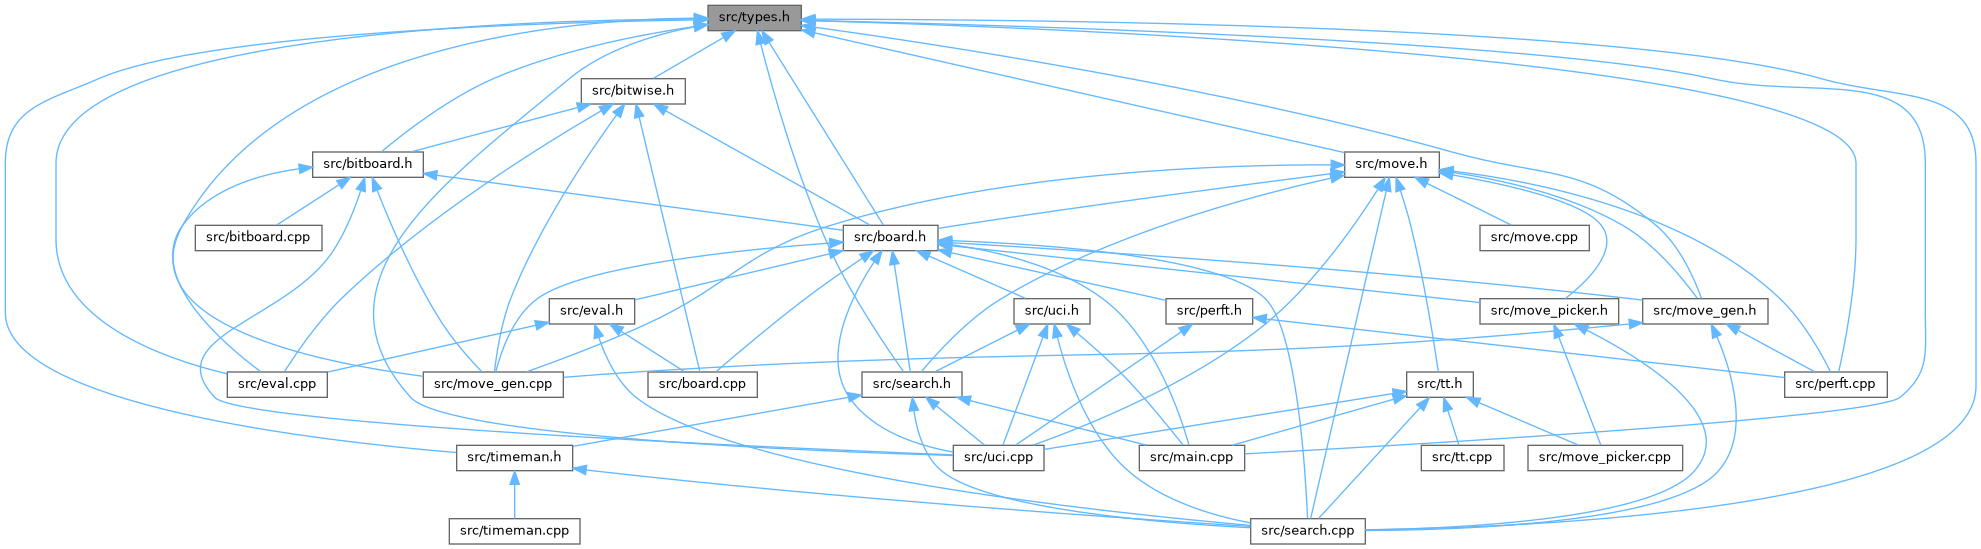 src/types.h
src/bitwise.h
src/bitboard.h
src/move.h
src/bitboard.cpp
src/board.h
src/move.cpp
src/eval.h
src/uci.h
src/perft.h
src/move_picker.h
src/move_gen.h
src/eval.cpp
src/move_gen.cpp
src/board.cpp
src/search.h
src/tt.h
src/perft.cpp
src/timeman.h
src/uci.cpp
src/main.cpp
src/tt.cpp
src/move_picker.cpp
src/timeman.cpp
src/search.cpp